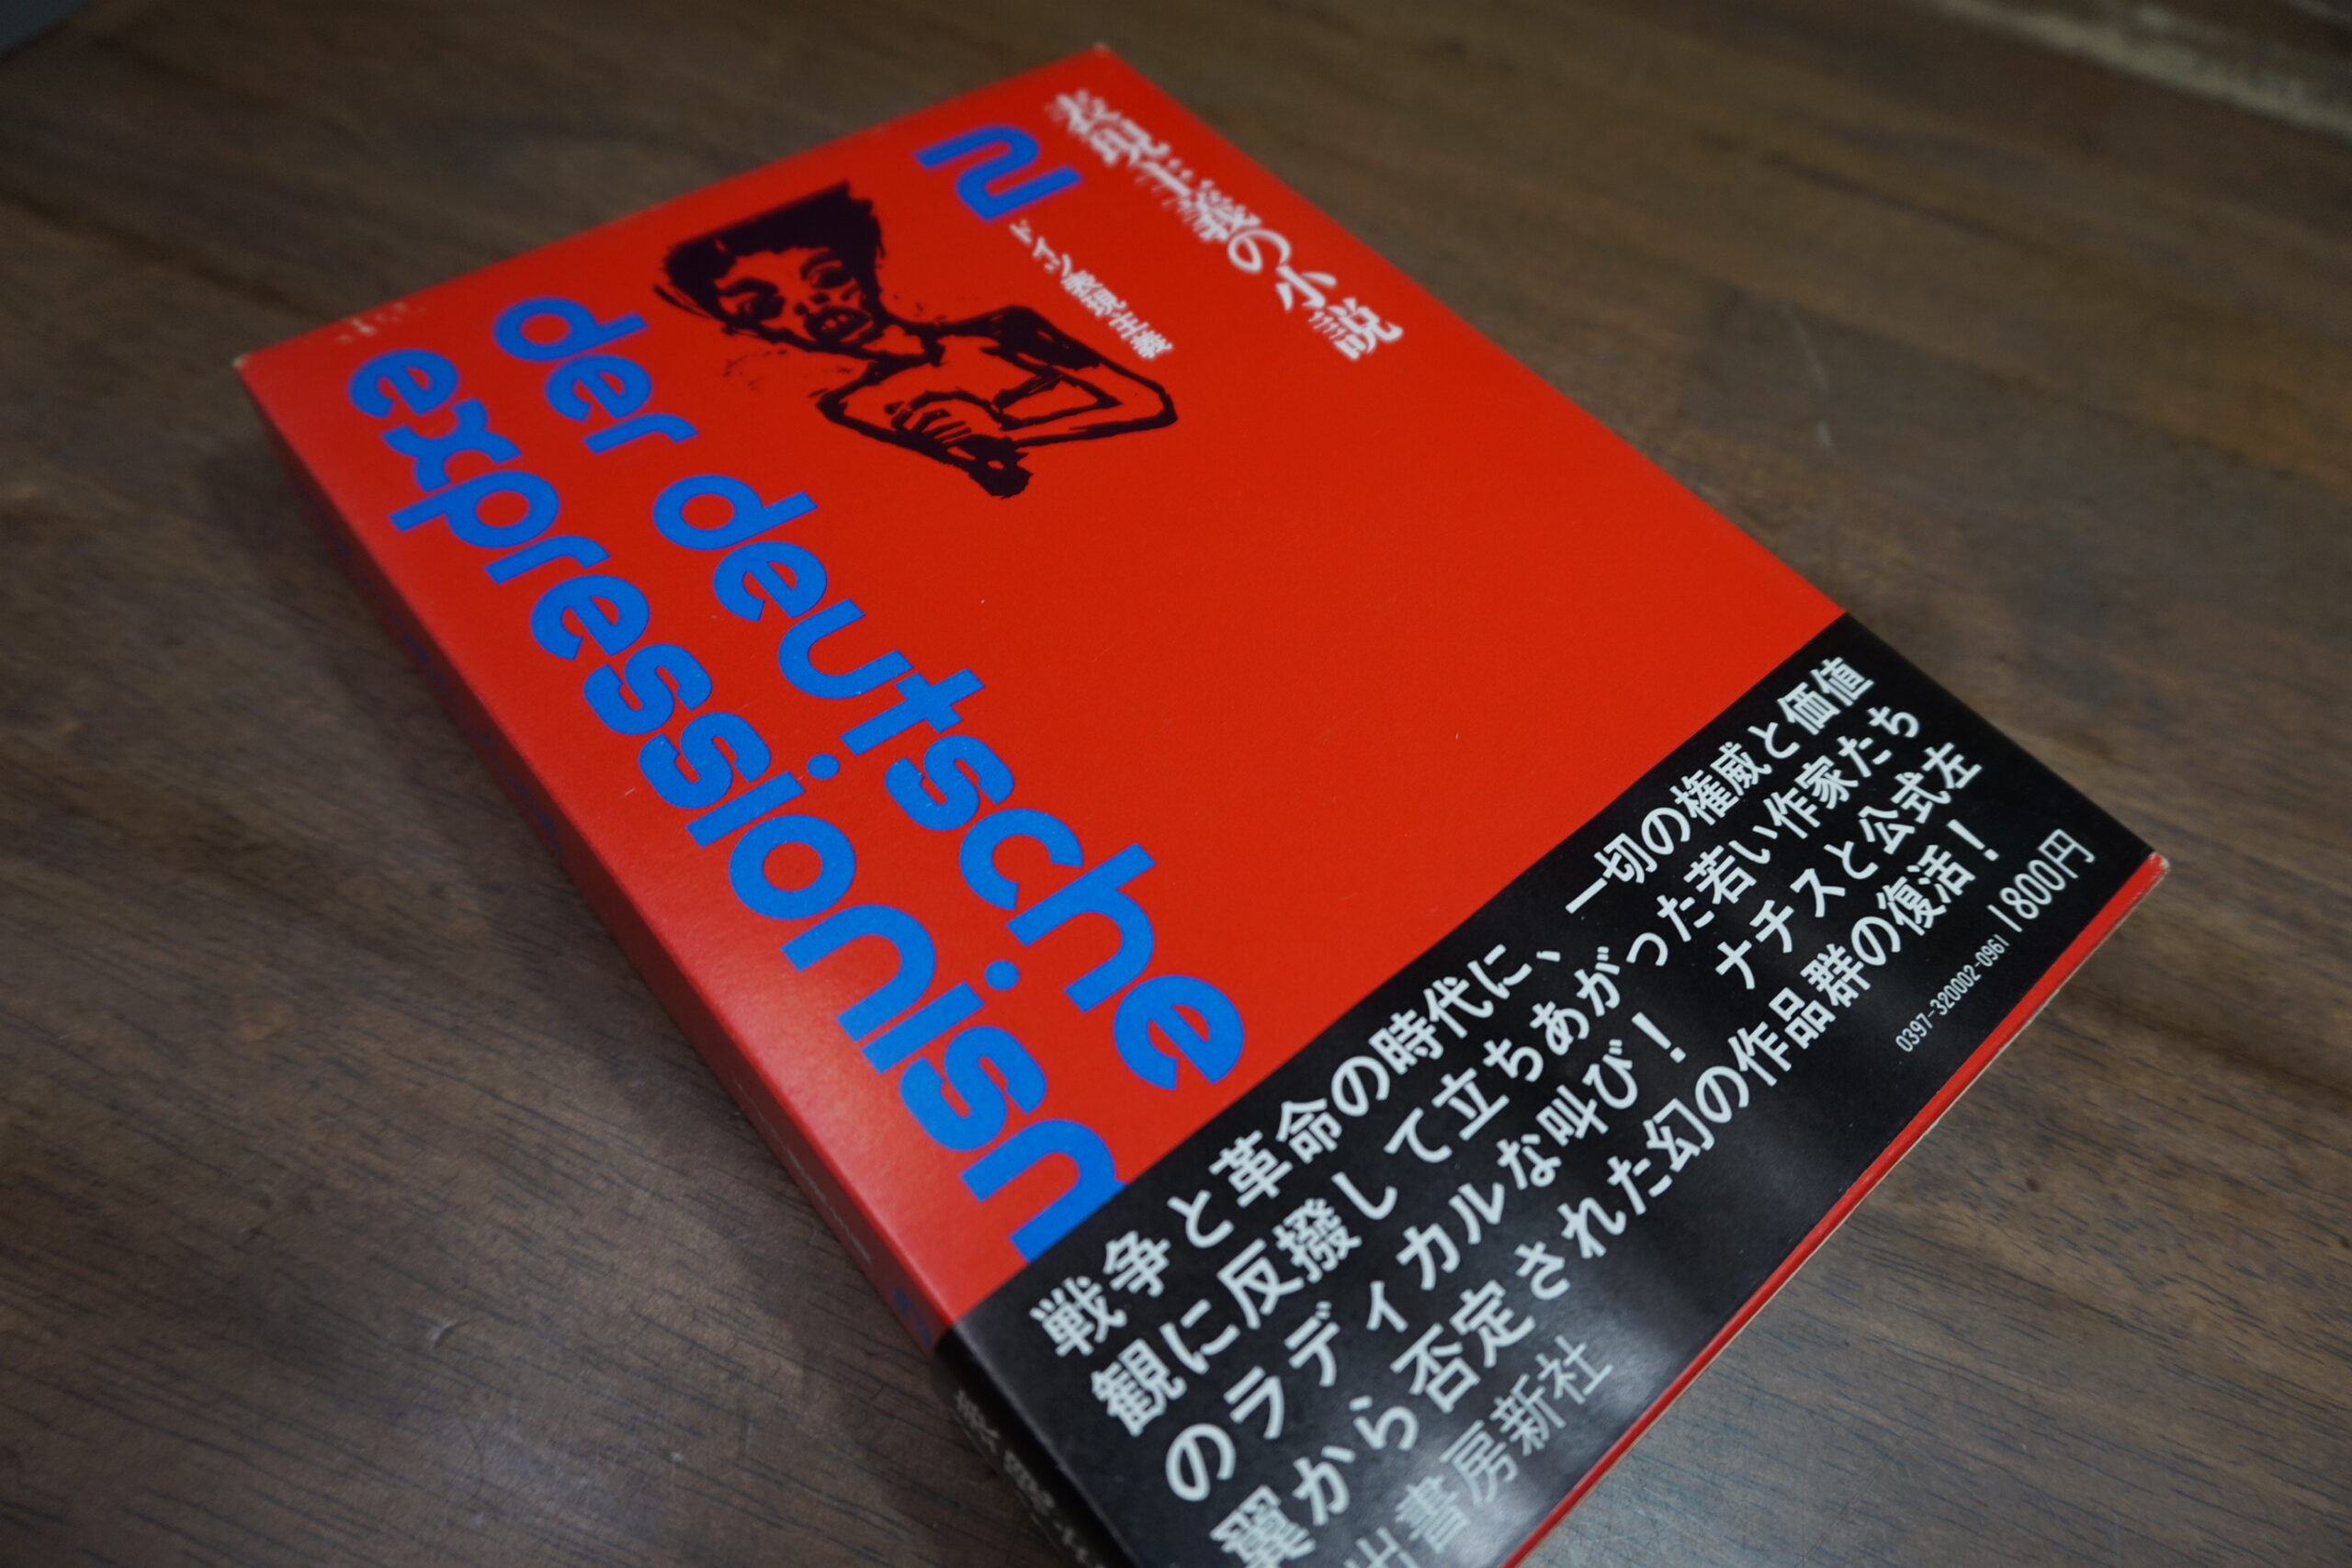 表現主義の小説
2
ドイツ表現主義
der deutsche
expressionism
戦争と革命の時代に、一切の権威と価値
観に反撥して立ちあがった若い作家たち
のラディカルな叫び！　ナチスと公式左
翼から否定された幻の作品群の復活！
出書房新社
0397-320002-0961
1800円